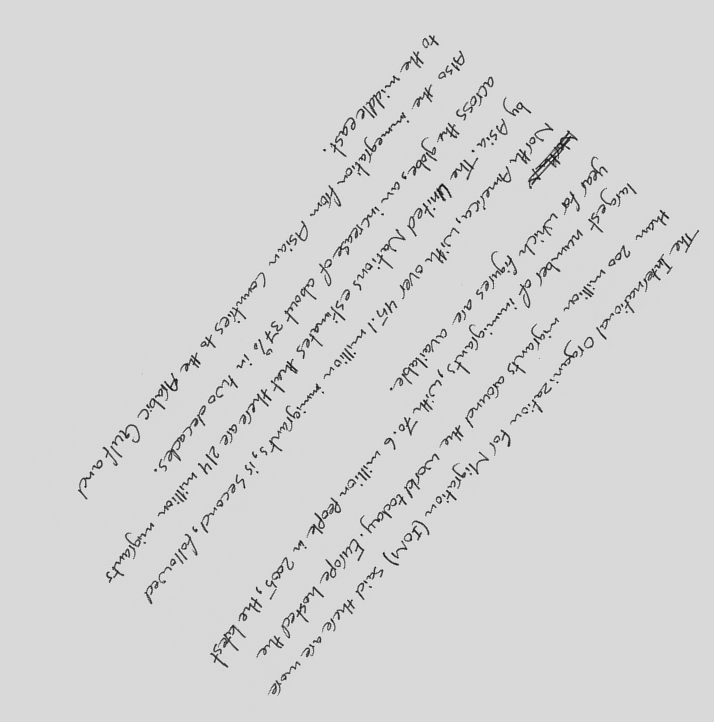 The International Organization for Migration (IOM) said there are more
than 200 million migrants around the world today. Europe hosted the
largest number of immigrants, with 70.6 million people in 2005, the latest
year for which figures are available.
North America, with over 45.1 million immigrants, is second, followed
by Asia. The United Nations estimates that there are 214 million migrants
across the globe, an increase of about 37% in two decades.
Also the immegration from Asian counties to the Arabic Gulf and
to the middle east.